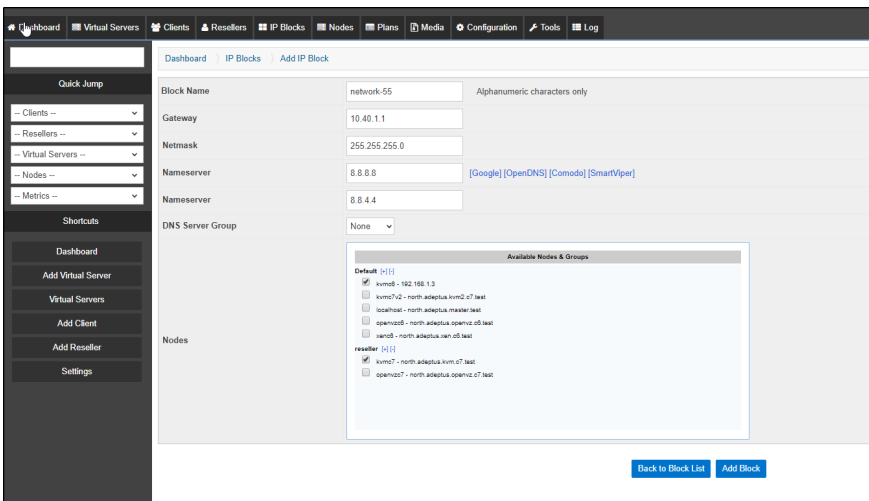 Dashboard Virtual Servers Clients Resellers IP Blocks Nodes Plans Media Configuration Tools Log
Dashboard IP Blocks Add IP Block
Quick Jump
-- Clients --
-- Resellers --
-- Virtual Servers --
-- Nodes --
-- Metrics --
Shortcuts
Dashboard
Add Virtual Server
Virtual Servers
Add Client
Add Reseller
Settings
Block Name network-55 Alphanumeric characters only
Gateway 10.40.1.1
Netmask 255.255.255.0
Nameserver 8.8.8.8 [Google] [OpenDNS] [Comodo] [SmartViper]
Nameserver 8.8.4.4
DNS Server Group None
Nodes
Available Nodes & Groups
Default [+] [-]
kvmc6 - 192.168.1.3
kvmc7v2 - north.adeptus.kvm2.c7.test
localhost - north.adeptus.master.test
openvzc6 - north.adeptus.openvz.c6.test
xenc6 - north.adeptus.xen.c6.test
reseller [+] [-]
kvmc7 - north.adeptus.kvm.c7.test
openvzc7 - north.adeptus.openvz.c7.test
Back to Block List Add Block